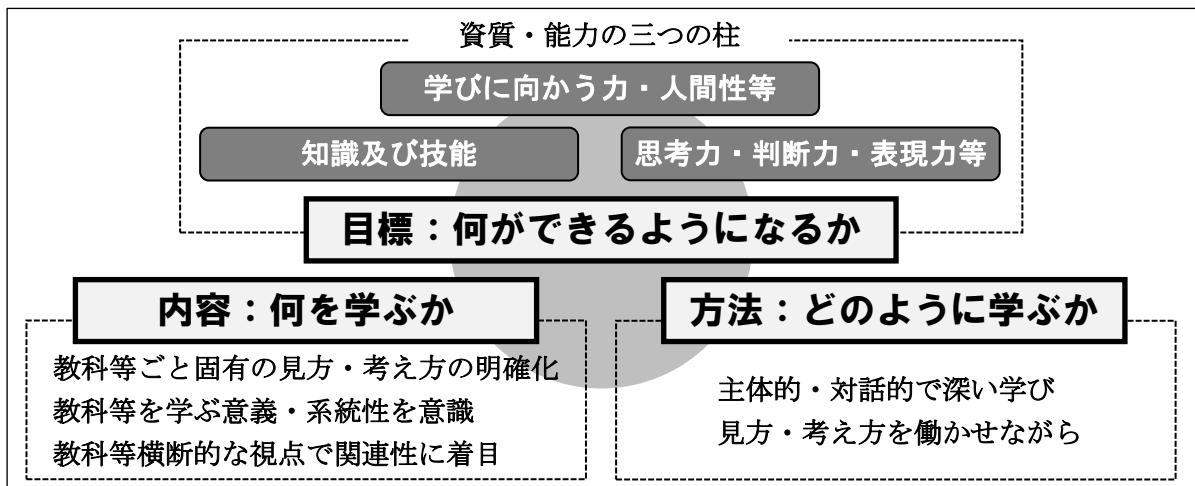 資質・能力の三つの柱
学びに向かう力・人間性等
知識及び技能
思考力・判断力・表現力等
目標：何ができるようになるか
内容：何を学ぶか
教科等ごと固有の見方・考え方の明確化
教科等を学ぶ意義・系統性を意識
教科等横断的な視点で関連性に着目
方法：どのように学ぶか
主体的・対話的で深い学び
見方・考え方を働かせながら